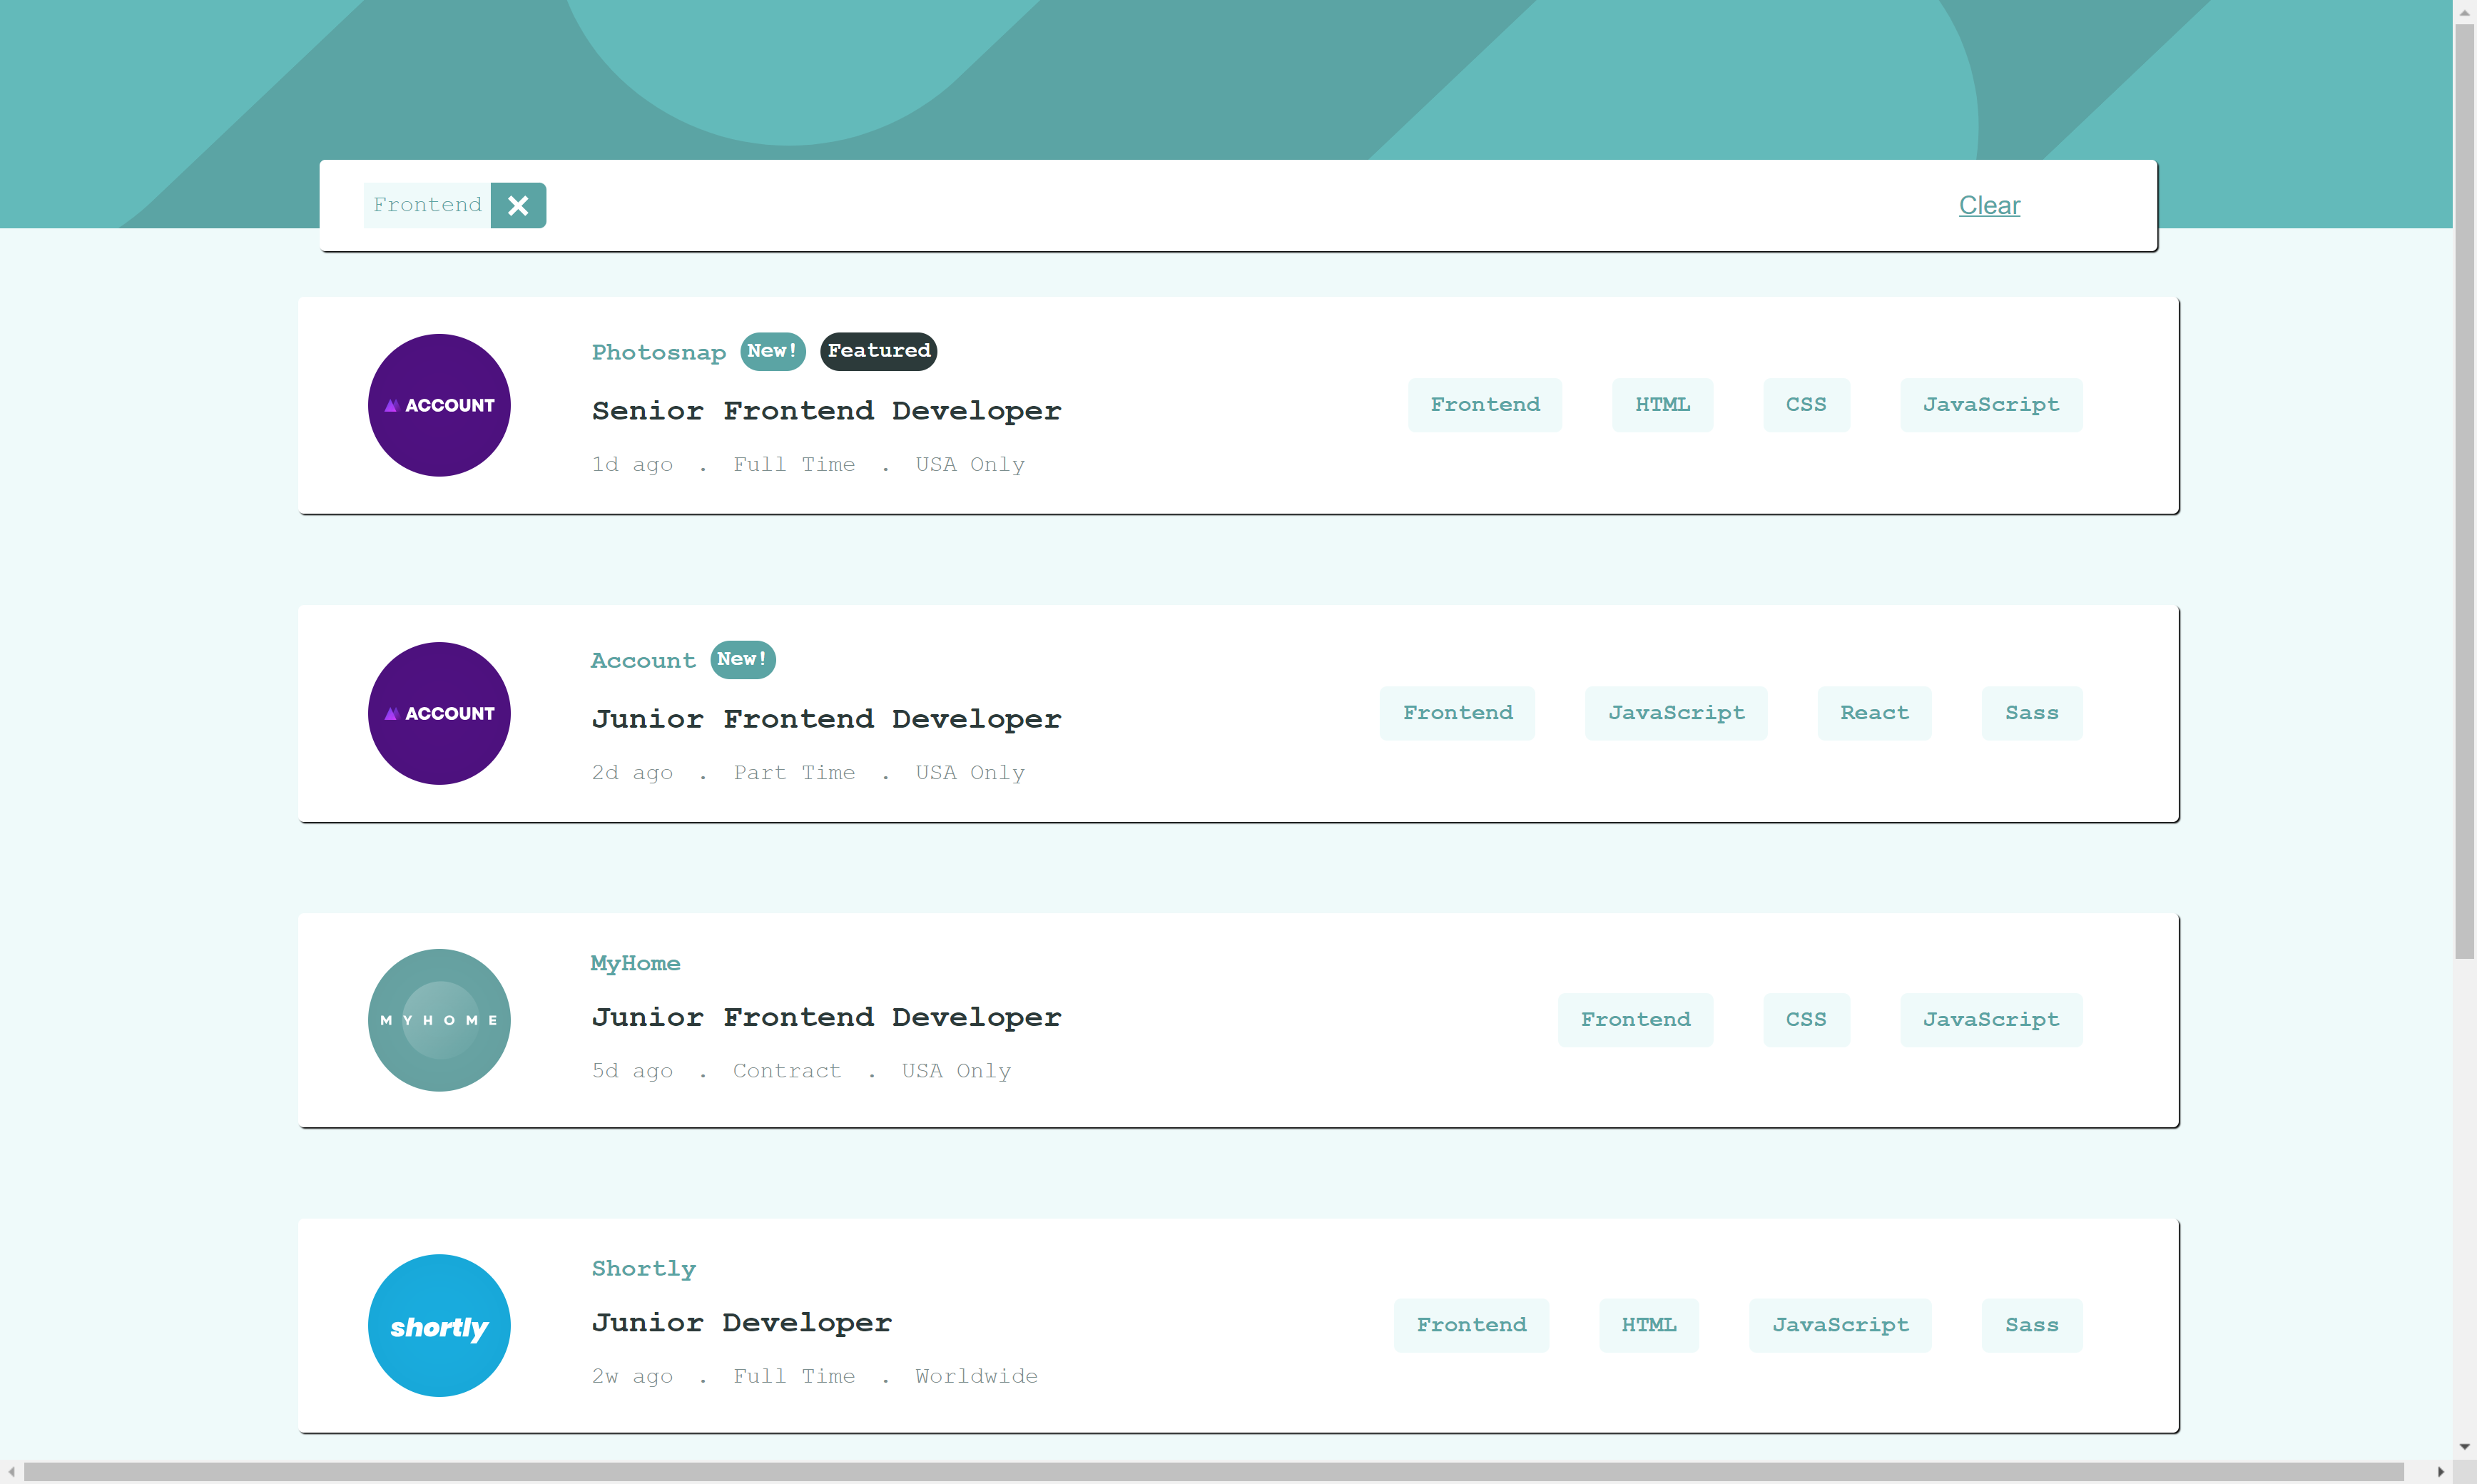 Frontend
Clear
ACCOUNT
Photosnap New! Featured
Senior Frontend Developer
1d ago . Full Time . USA Only
Frontend HTML CSS JavaScript
ACCOUNT
Account New!
Junior Frontend Developer
2d ago . Part Time . USA Only
Frontend JavaScript React Sass
MYHOME
MyHome
Junior Frontend Developer
5d ago . Contract . USA Only
Frontend CSS JavaScript
shortly
Shortly
Junior Developer
2w ago . Full Time . Worldwide
Frontend HTML JavaScript Sass